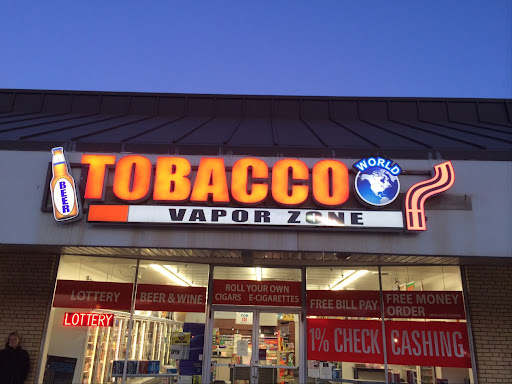 BEER
TOBACCO
WORLD
VAPOR ZONE
LOTTERY
BEER & WINE
ROLL YOUR OWN
CIGARS E-CIGARETTES
FREE BILL PAY
FREE MONEY
ORDER
LOTTERY
1% CHECK CASHING